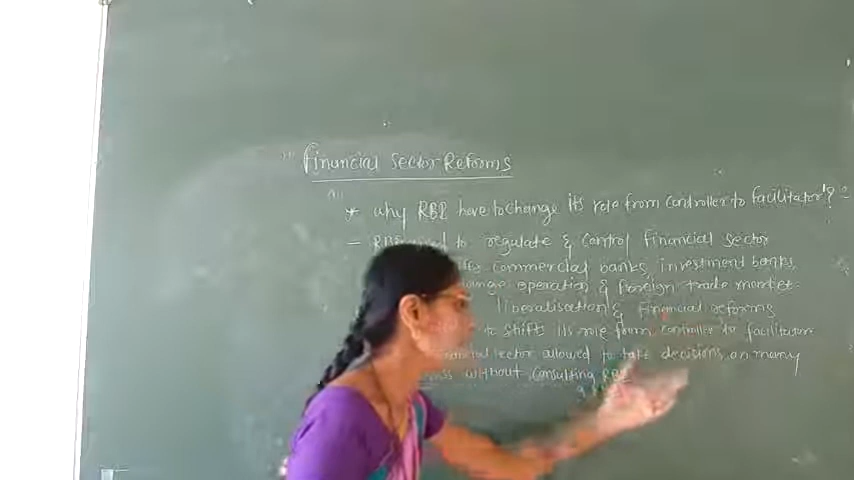 Financial Sector Reforms
* why RBI have to change its role from controller to facilitator? =
- to regulate & control Financial Sector
commercial banks, investment banks,
operation & foreign trade market.
liberalisation & Financial reforms
to shifts its role from controller to facilitator
sector allowed to take decisions on many
without consulting RBI